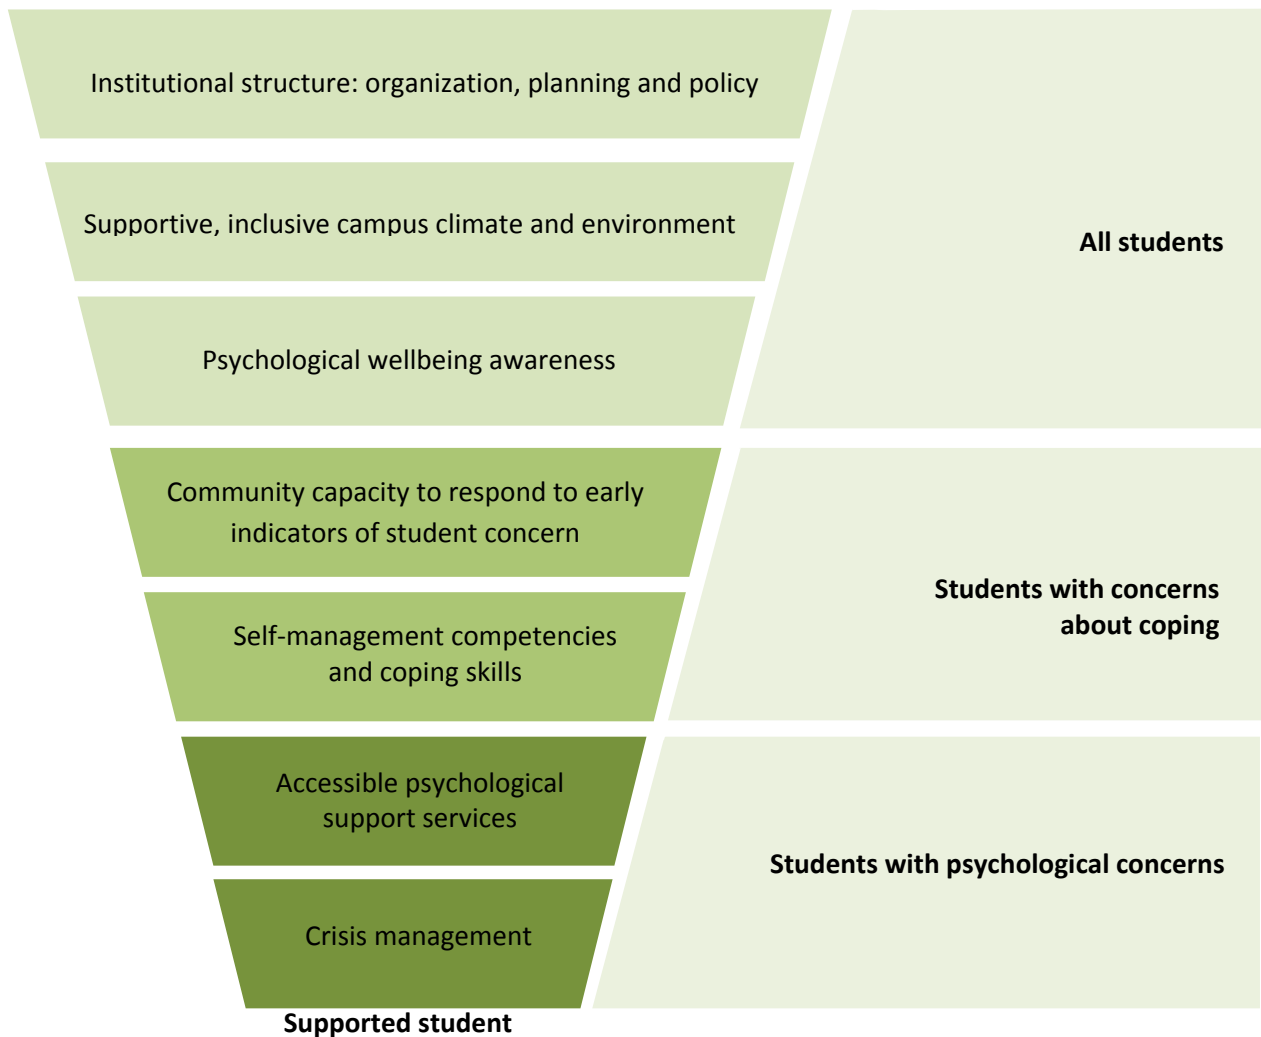 Institutional structure: organization, planning and policy
Supportive, inclusive campus climate and environment
All students
Psychological wellbeing awareness
Community capacity to respond to early
indicators of student concern
Students with concerns
about coping
Self-management competencies
and coping skills
Accessible psychological
support services
Students with psychological concerns
Crisis management
Supported student